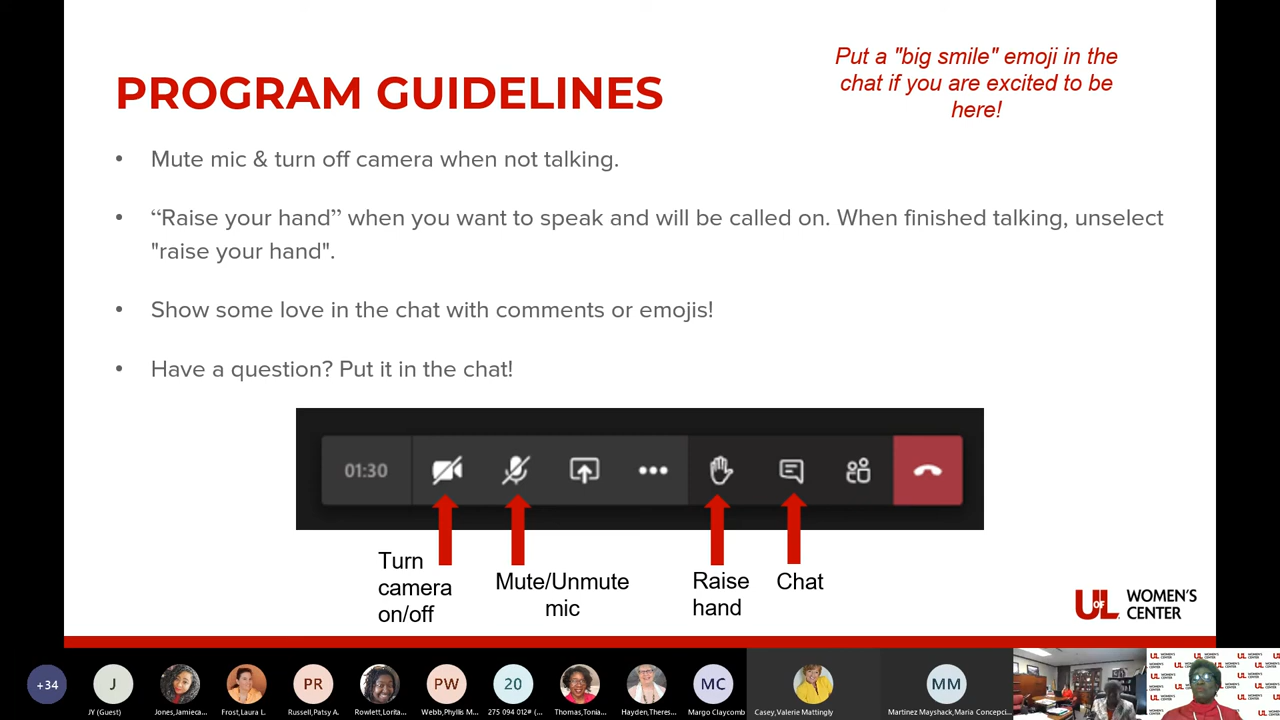 PROGRAM GUIDELINES
Put a "big smile" emoji in the
chat if you are excited to be
here!
• Mute mic & turn off camera when not talking.
• “Raise your hand” when you want to speak and will be called on. When finished talking, unselect
"raise your hand".
• Show some love in the chat with comments or emojis!
• Have a question? Put it in the chat!
01:30
Turn
camera
on/off
Mute/Unmute
mic
Raise
hand
Chat
UL
OF
WOMEN'S
CENTER
+34
J
PR
PW
20
MC
MM
JY (Guest)
Jones,Jamieca...
Frost,Laura L.
Russell,Patsy A.
Rowlett,Lorita...
Webb,Phyllis M...
275 094 012# (...
Thomas,Tonia...
Hayden,Theres...
Margo Claycomb
Casey,Valerie Mattingly
Martinez Mayshack,Maria Concepci...